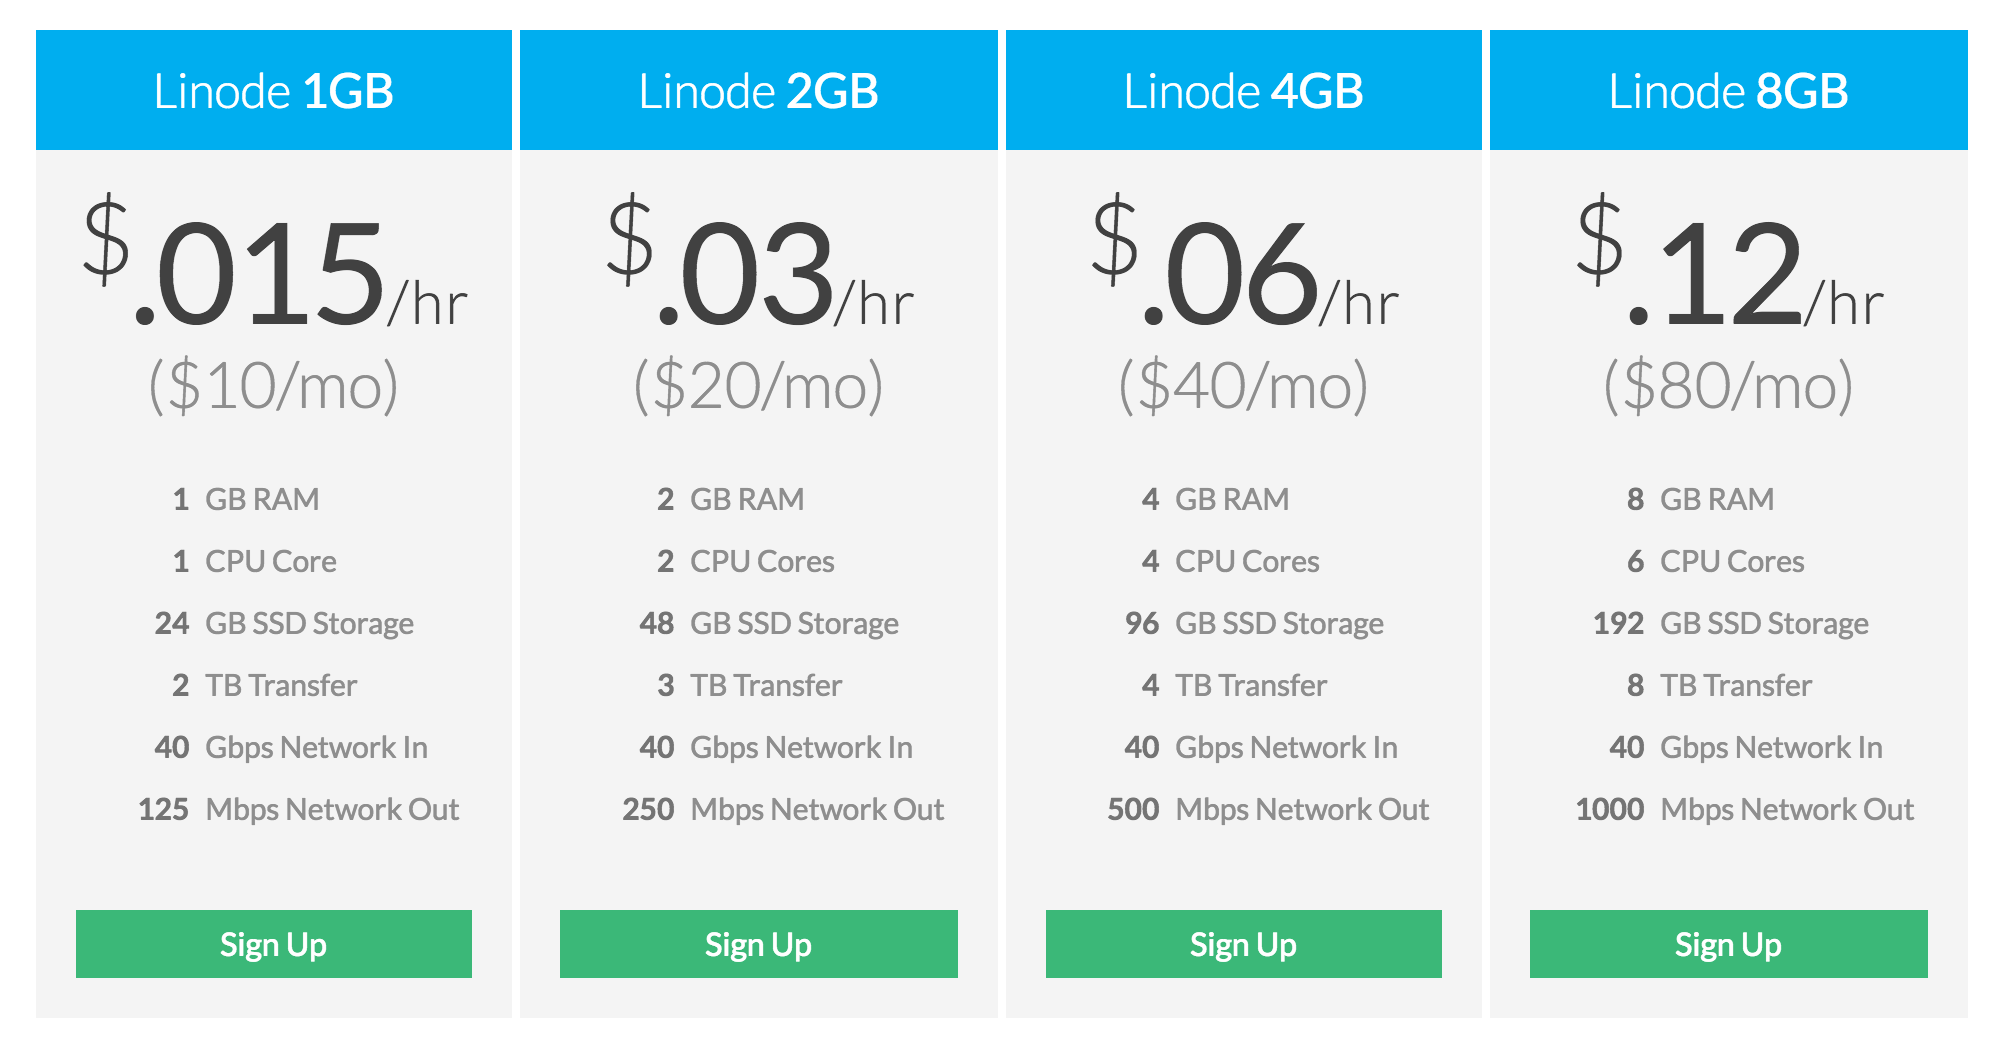 Linode 1GB
$.015/hr
($10/mo)
1 GB RAM
1 CPU Core
24 GB SSD Storage
2 TB Transfer
40 Gbps Network In
125 Mbps Network Out
Sign Up
Linode 2GB
$.03/hr
($20/mo)
2 GB RAM
2 CPU Cores
48 GB SSD Storage
3 TB Transfer
40 Gbps Network In
250 Mbps Network Out
Sign Up
Linode 4GB
$.06/hr
($40/mo)
4 GB RAM
4 CPU Cores
96 GB SSD Storage
4 TB Transfer
40 Gbps Network In
500 Mbps Network Out
Sign Up
Linode 8GB
$.12/hr
($80/mo)
8 GB RAM
6 CPU Cores
192 GB SSD Storage
8 TB Transfer
40 Gbps Network In
1000 Mbps Network Out
Sign Up